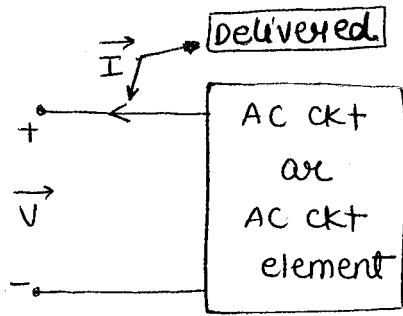 Delivered
I
+
V
-
AC CKt
or
AC CKt
element